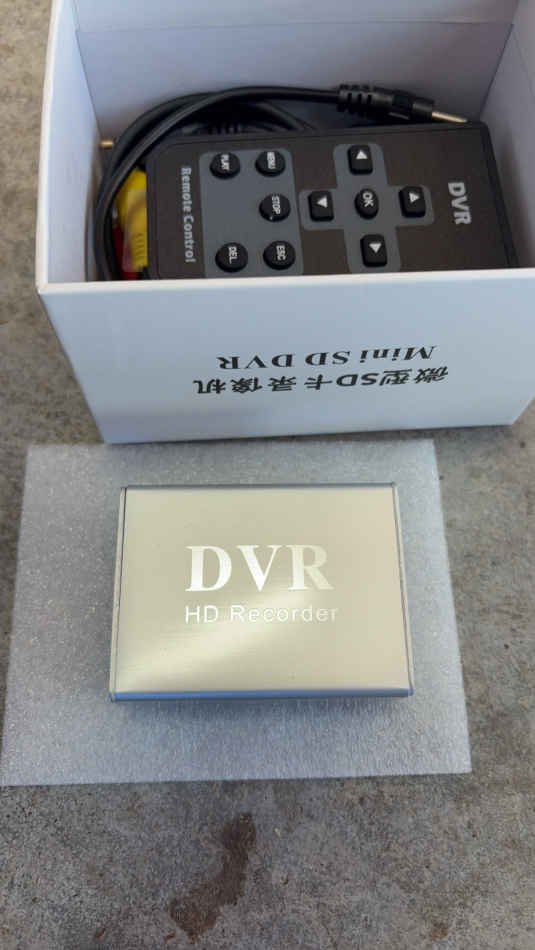 DVR
Remote Control
PLAY
MENU
STOP
OK
DEL
ESC
微型SD卡录像机
Mini SD DVR
DVR
HD Recorder